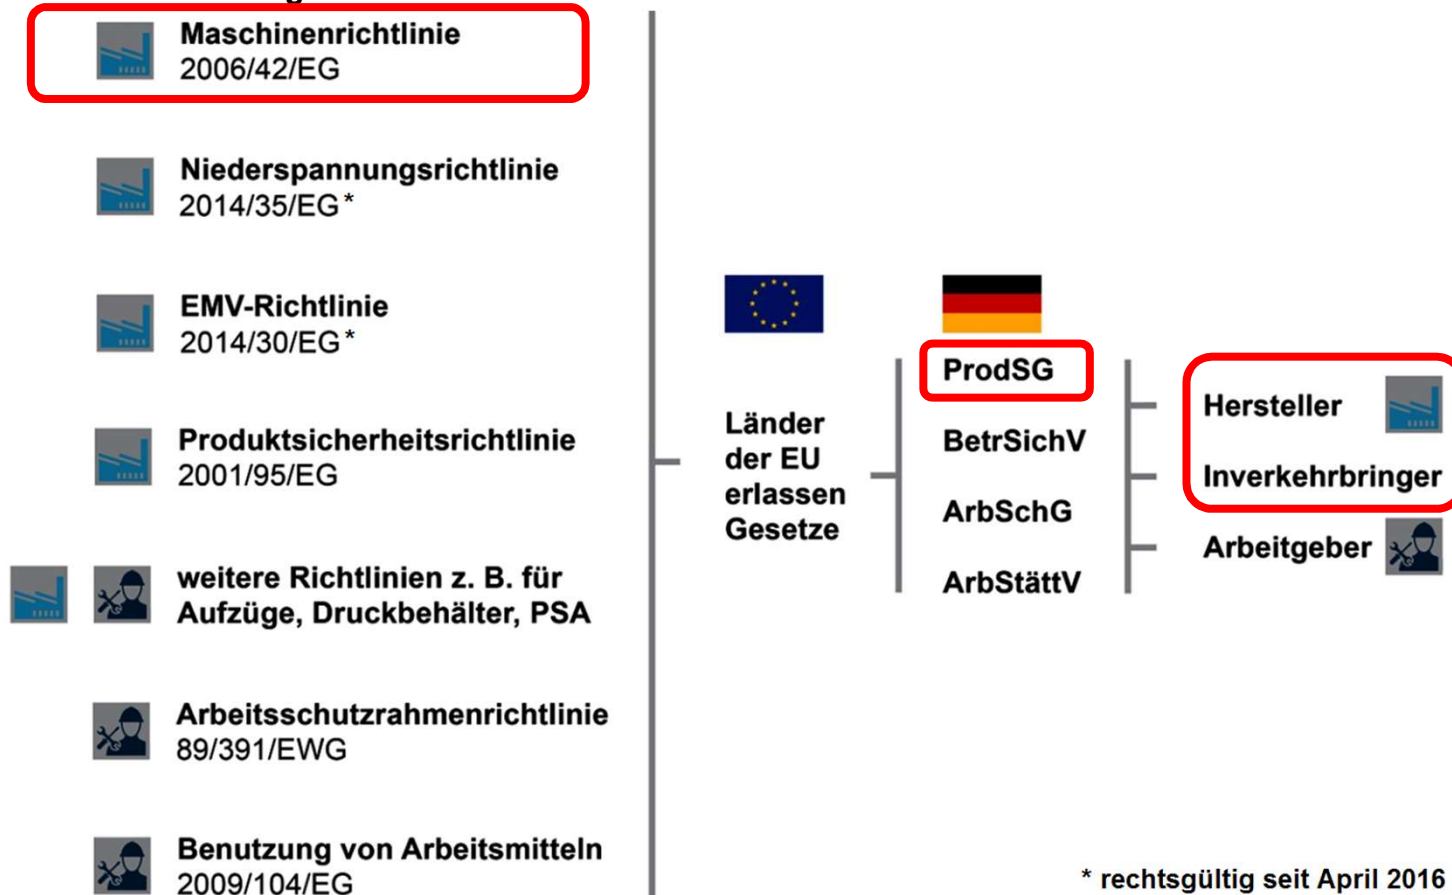 Maschinenrichtlinie
2006/42/EG
Niederspannungsrichtlinie
2014/35/EG*
EMV-Richtlinie
2014/30/EG*
Produktsicherheitsrichtlinie
2001/95/EG
weitere Richtlinien z. B. für
Aufzüge, Druckbehälter, PSA
Arbeitsschutzrahmenrichtlinie
89/391/EWG
Benutzung von Arbeitsmitteln
2009/104/EG
Länder
der EU
erlassen
Gesetze
ProdSG
BetrSichV
ArbSchG
ArbStättV
Hersteller
Inverkehrbringer
Arbeitgeber
* rechtsgültig seit April 2016